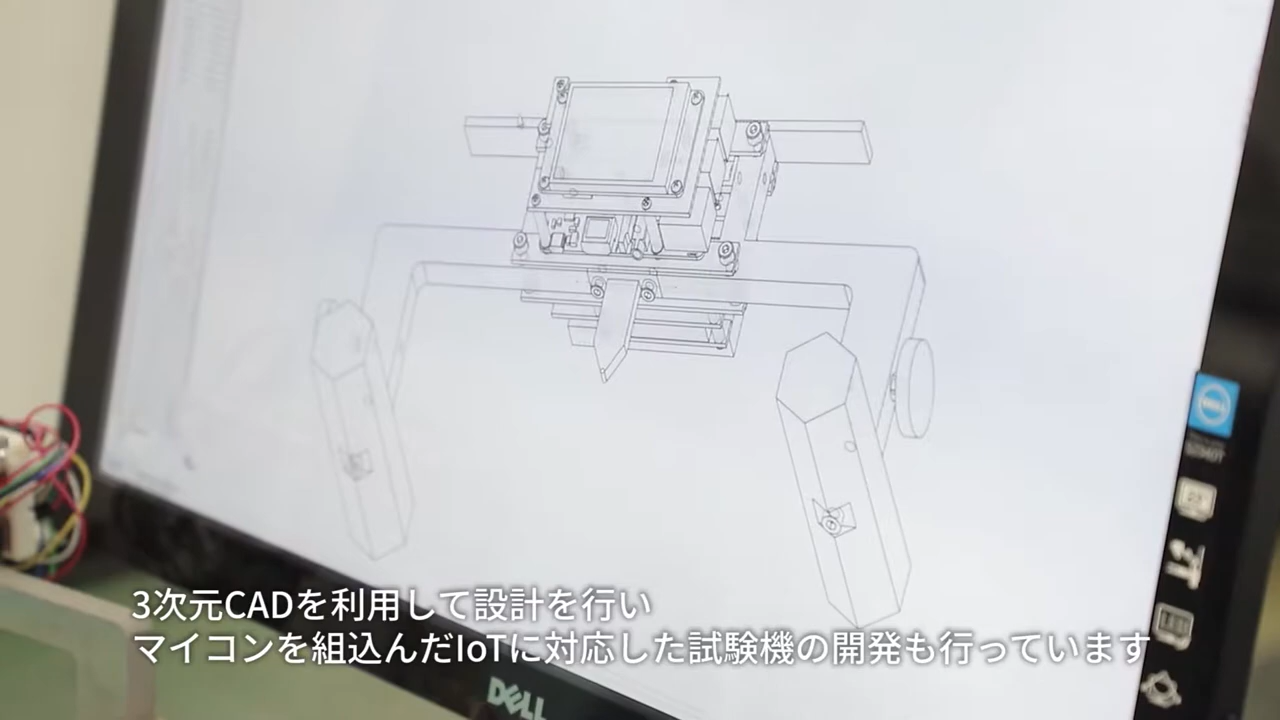 3次元CADを利用して設計を行い
マイコンを組込んだIoTに対応した試験機の開発も行っています
DELL